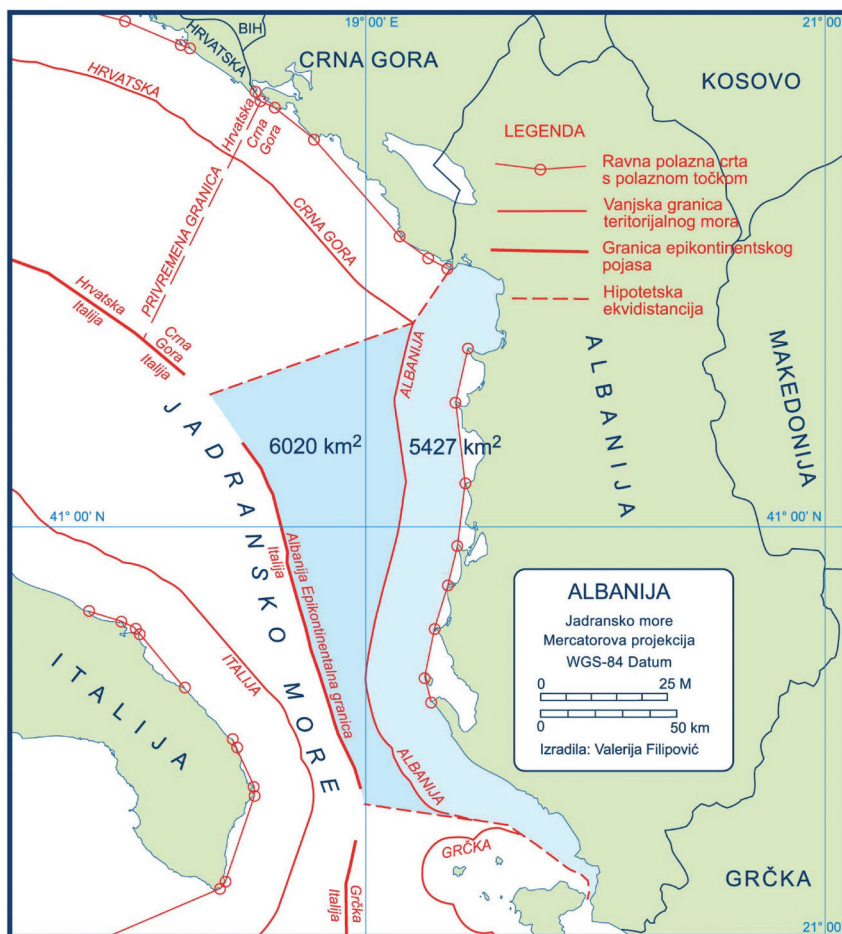 19° 00' E
21° 00' E
HRVATSKA
BIH
CRNA GORA
KOSOVO
HRVATSKA
HRVATSKA
Hrvatska
Crna
Gora
PRIVREMENA GRANICA
CRNA GORA
LEGENDA
Ravna polazna crta
s polaznom točkom
Vanjska granica
teritorijalnog mora
Granica epikontinentskog
pojasa
Hipotetska
ekvidistancija
Hrvatska
Italija
Crna
Gora
Italija
ALBANIJA
ALBANIJA
MAKEDONIJA
JADRANSKO MORE
6020 km²
5427 km²
41° 00' N
41° 00' N
Italija
Albanija Epikontinentalna granica
ITALIJA
ITALIJA
ALBANIJA
ALBANIJA
Jadransko more
Mercatorova projekcija
WGS-84 Datum
0 25 M
0 50 km
Izradila: Valerija Filipović
GRČKA
Grčka
Italija
GRČKA
19° 00' E
21° 00' E